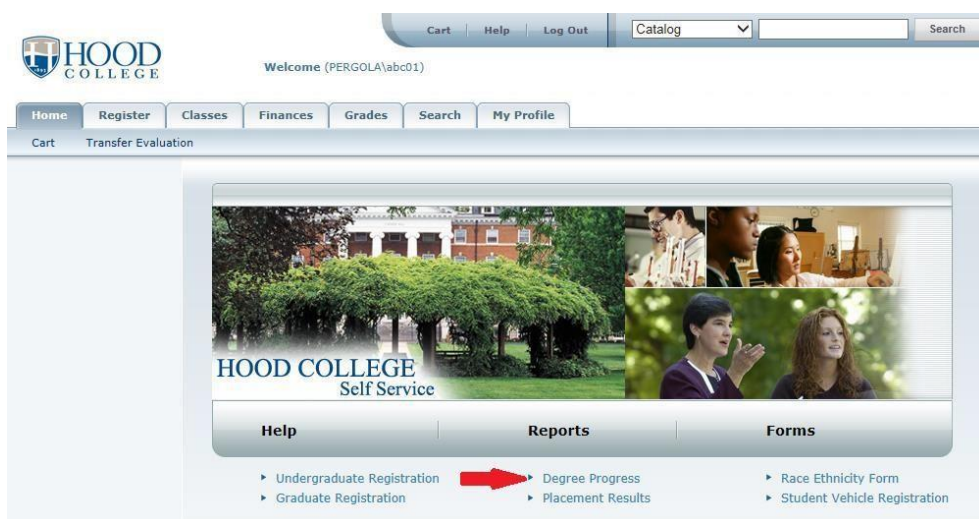 Cart Help Log Out Catalog Search
HOOD
COLLEGE
Welcome (PERGOLA\abc01)
Home Register Classes Finances Grades Search My Profile
Cart Transfer Evaluation
HOOD COLLEGE
Self Service
Help Reports Forms
Undergraduate Registration Degree Progress Race Ethnicity Form
Graduate Registration Placement Results Student Vehicle Registration